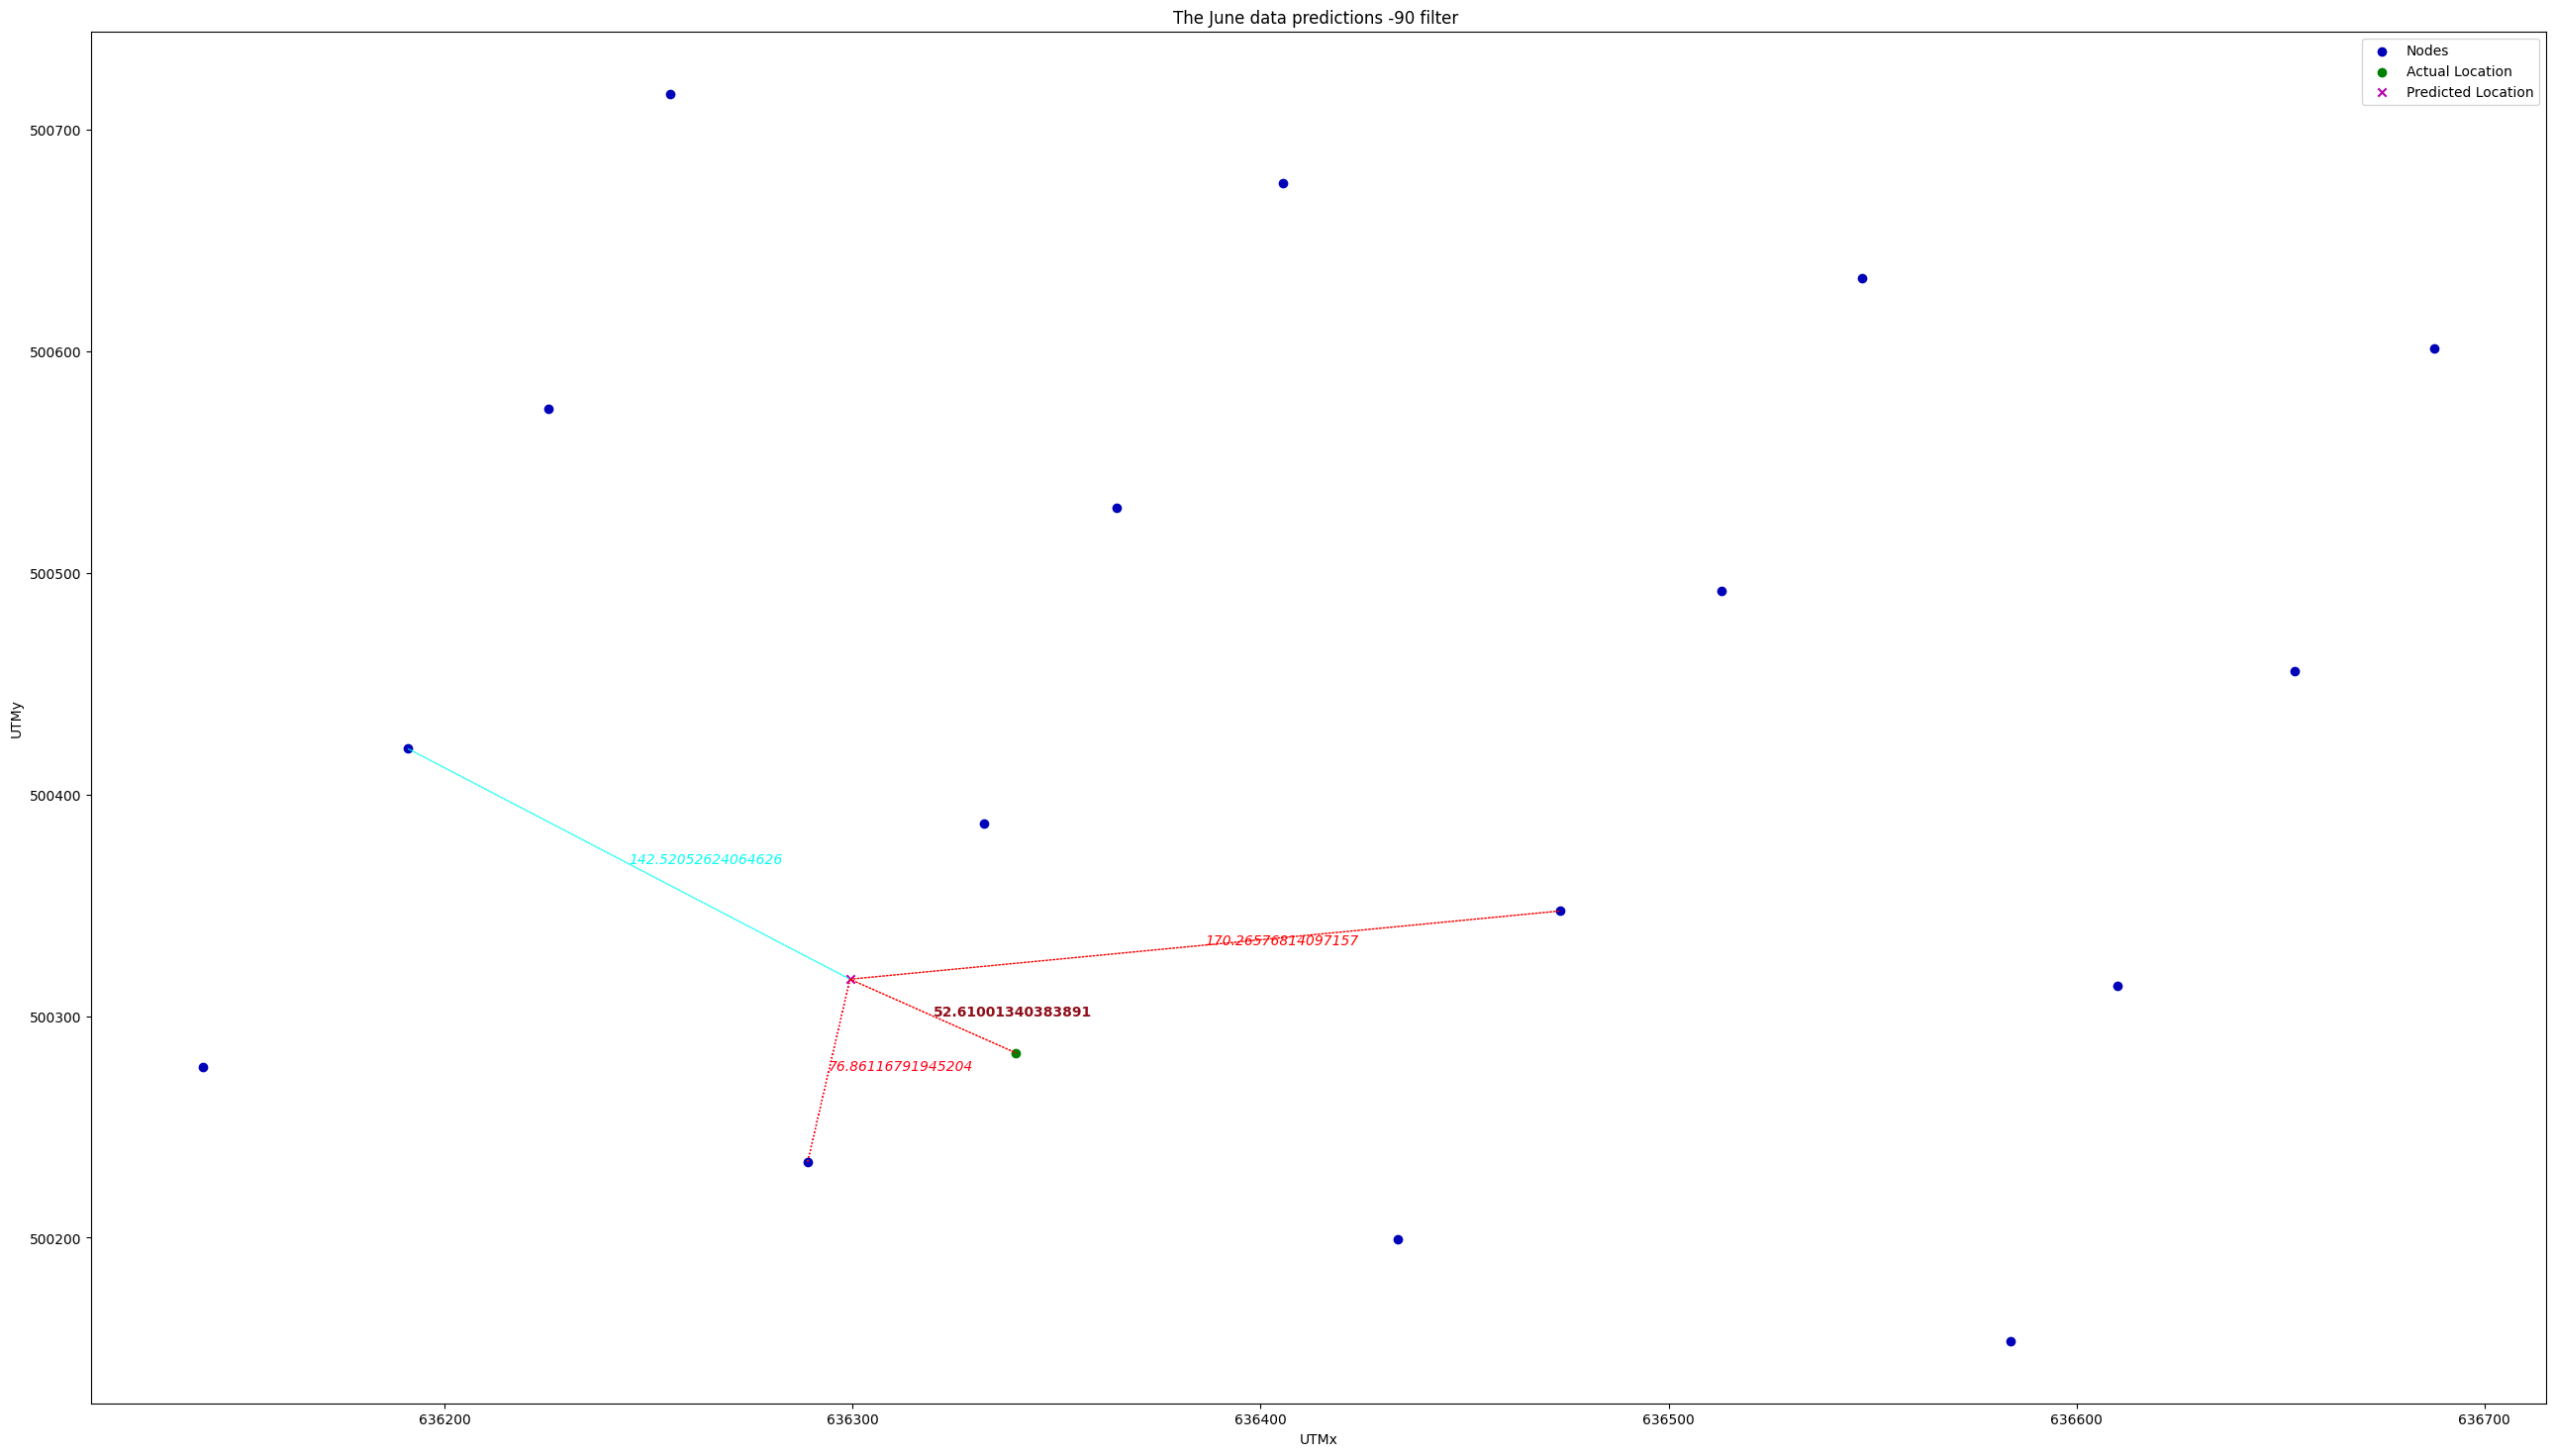 The June data predictions -90 filter
Nodes
Actual Location
Predicted Location
500700
500600
500500
500400
500300
500200
UTMy
142.52052624064626
170.26576814097157
52.61001340383891
76.86116791945204
636200
636300
636400
636500
636600
636700
UTMx